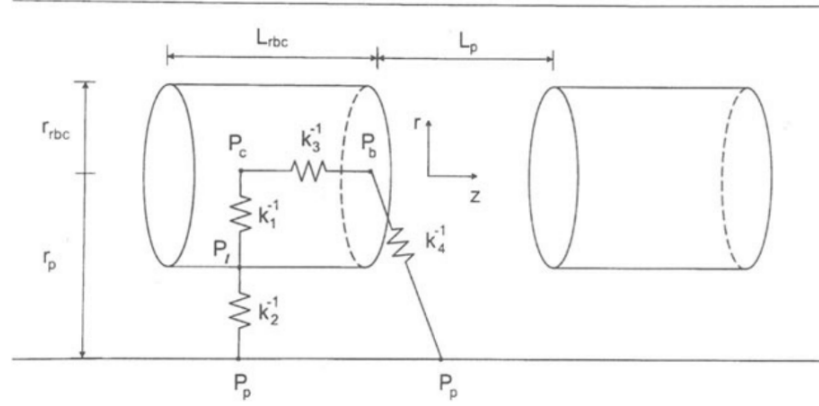 L_rbc L_p
r_rbc
r
P_c k_3^-1 P_b
z
k_1^-1
k_4^-1
r_p
P_l
k_2^-1
P_p P_p